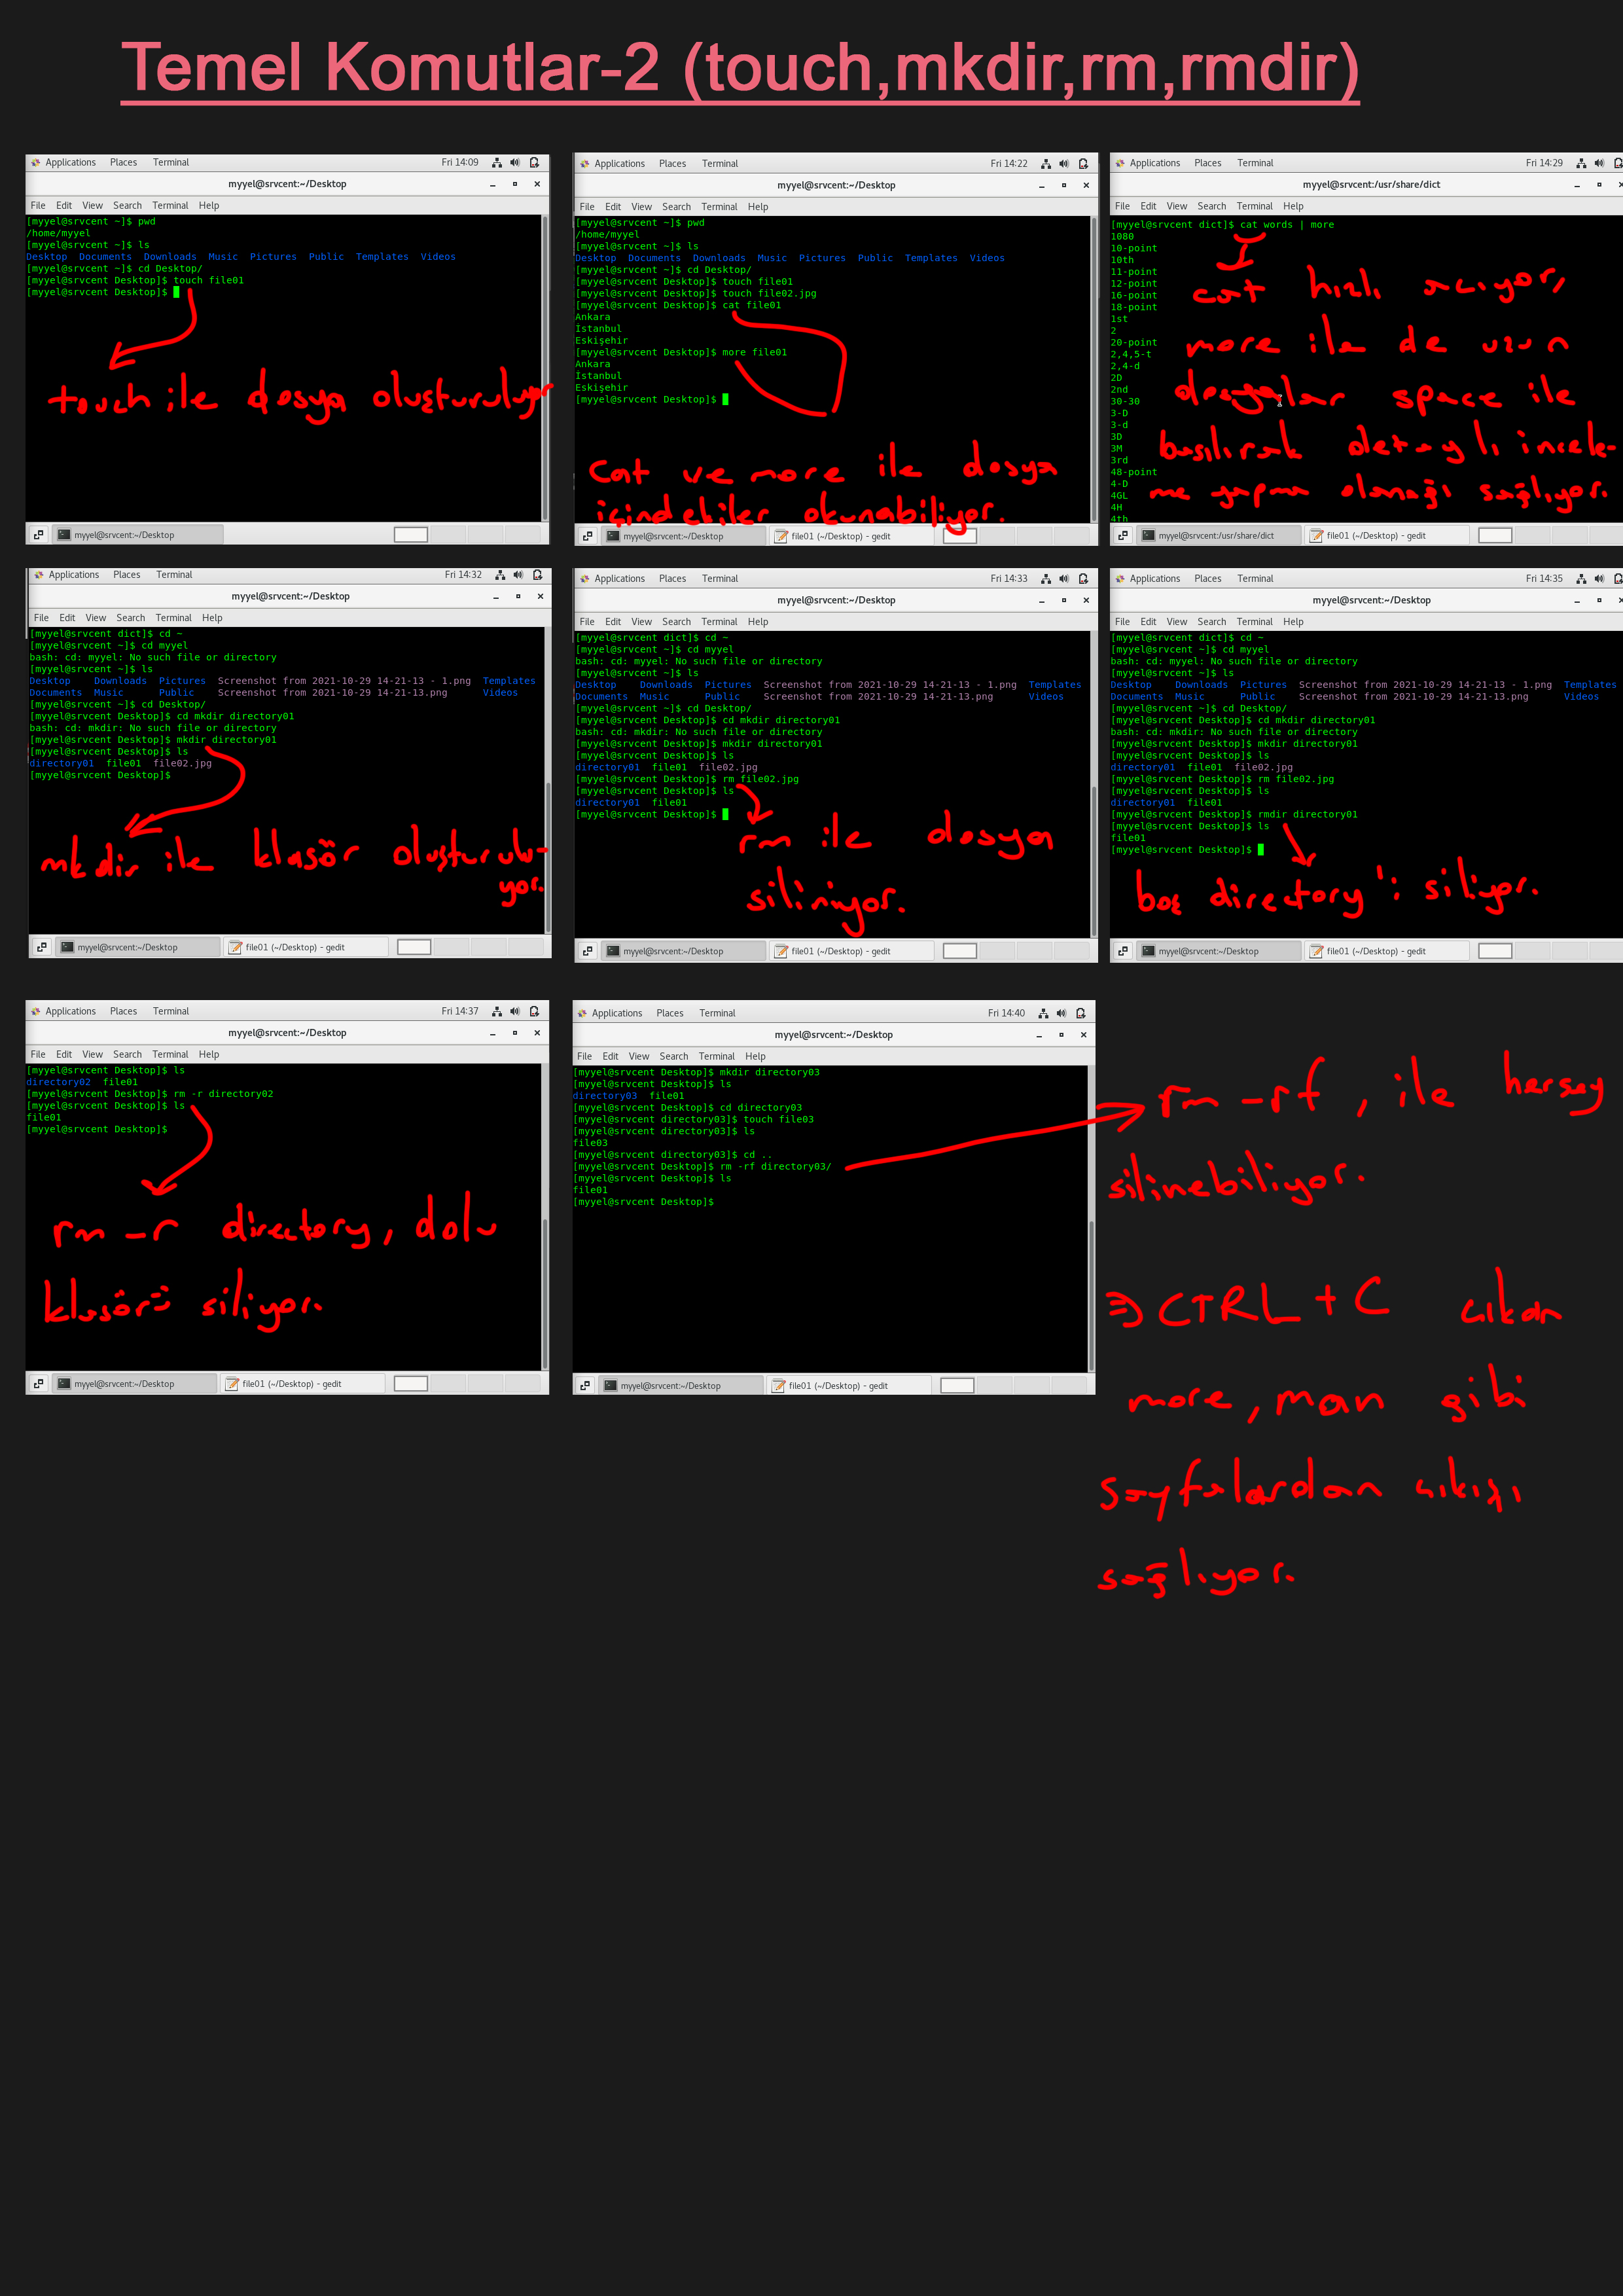 Temel Komutlar-2 (touch,mkdir,rm,rmdir)
Applications Places Terminal Fri 14:09
myyel@srvcent:~/Desktop
File Edit View Search Terminal Help
[myyel@srvcent ~]$ pwd
/home/myyel
[myyel@srvcent ~]$ ls
Desktop Documents Downloads Music Pictures Public Templates Videos
[myyel@srvcent ~]$ cd Desktop/
[myyel@srvcent Desktop]$ touch file01
[myyel@srvcent Desktop]$
touch ile dosya oluşturuluyor
myyel@srvcent:~/Desktop
Applications Places Terminal Fri 14:22
myyel@srvcent:~/Desktop
File Edit View Search Terminal Help
[myyel@srvcent ~]$ pwd
/home/myyel
[myyel@srvcent ~]$ ls
Desktop Documents Downloads Music Pictures Public Templates Videos
[myyel@srvcent ~]$ cd Desktop/
[myyel@srvcent Desktop]$ touch file01
[myyel@srvcent Desktop]$ touch file02.jpg
[myyel@srvcent Desktop]$ cat file01
Ankara
İstanbul
Eskişehir
[myyel@srvcent Desktop]$ more file01
Ankara
İstanbul
Eskişehir
[myyel@srvcent Desktop]$
Cat ve more ile dosya
içindekiler okunabiliyor.
myyel@srvcent:~/Desktop file01 (~/Desktop) - gedit
Applications Places Terminal Fri 14:29
myyel@srvcent:/usr/share/dict
File Edit View Search Terminal Help
[myyel@srvcent dict]$ cat words | more
1080
10-point
10th
11-point
12-point
16-point
18-point
1st
2
20-point
2,4,5-t
2,4-d
2D
2nd
30-30
3-D
3-d
3D
3M
3rd
48-point
4-D
4GL
4H
4th
cat hızlı açıyor,
more ile de uzun
dosyalar space ile
basılırak detaylı incele-
me yapma olanağı sağlıyor.
myyel@srvcent:/usr/share/dict file01 (~/Desktop) - gedit
Applications Places Terminal Fri 14:32
myyel@srvcent:~/Desktop
File Edit View Search Terminal Help
[myyel@srvcent dict]$ cd ~
[myyel@srvcent ~]$ cd myyel
bash: cd: myyel: No such file or directory
[myyel@srvcent ~]$ ls
Desktop Downloads Pictures Screenshot from 2021-10-29 14-21-13 - 1.png Templates
Documents Music Public Screenshot from 2021-10-29 14-21-13.png Videos
[myyel@srvcent ~]$ cd Desktop/
[myyel@srvcent Desktop]$ cd mkdir directory01
bash: cd: mkdir: No such file or directory
[myyel@srvcent Desktop]$ mkdir directory01
[myyel@srvcent Desktop]$ ls
directory01 file01 file02.jpg
[myyel@srvcent Desktop]$
mkdir ile klasör oluşturulu-
yor.
myyel@srvcent:~/Desktop file01 (~/Desktop) - gedit
Applications Places Terminal Fri 14:33
myyel@srvcent:~/Desktop
File Edit View Search Terminal Help
[myyel@srvcent dict]$ cd ~
[myyel@srvcent ~]$ cd myyel
bash: cd: myyel: No such file or directory
[myyel@srvcent ~]$ ls
Desktop Downloads Pictures Screenshot from 2021-10-29 14-21-13 - 1.png Templates
Documents Music Public Screenshot from 2021-10-29 14-21-13.png Videos
[myyel@srvcent ~]$ cd Desktop/
[myyel@srvcent Desktop]$ cd mkdir directory01
bash: cd: mkdir: No such file or directory
[myyel@srvcent Desktop]$ mkdir directory01
[myyel@srvcent Desktop]$ ls
directory01 file01 file02.jpg
[myyel@srvcent Desktop]$ rm file02.jpg
[myyel@srvcent Desktop]$ ls
directory01 file01
[myyel@srvcent Desktop]$
rm ile dosya
siliniyor.
myyel@srvcent:~/Desktop file01 (~/Desktop) - gedit
Applications Places Terminal Fri 14:35
myyel@srvcent:~/Desktop
File Edit View Search Terminal Help
[myyel@srvcent dict]$ cd ~
[myyel@srvcent ~]$ cd myyel
bash: cd: myyel: No such file or directory
[myyel@srvcent ~]$ ls
Desktop Downloads Pictures Screenshot from 2021-10-29 14-21-13 - 1.png Templates
Documents Music Public Screenshot from 2021-10-29 14-21-13.png Videos
[myyel@srvcent ~]$ cd Desktop/
[myyel@srvcent Desktop]$ cd mkdir directory01
bash: cd: mkdir: No such file or directory
[myyel@srvcent Desktop]$ mkdir directory01
[myyel@srvcent Desktop]$ ls
directory01 file01 file02.jpg
[myyel@srvcent Desktop]$ rm file02.jpg
[myyel@srvcent Desktop]$ ls
directory01 file01
[myyel@srvcent Desktop]$ rmdir directory01
[myyel@srvcent Desktop]$ ls
file01
[myyel@srvcent Desktop]$
boş directory'i siliyor.
myyel@srvcent:~/Desktop file01 (~/Desktop) - gedit
Applications Places Terminal Fri 14:37
myyel@srvcent:~/Desktop
File Edit View Search Terminal Help
[myyel@srvcent Desktop]$ ls
directory02 file01
[myyel@srvcent Desktop]$ rm -r directory02
[myyel@srvcent Desktop]$ ls
file01
[myyel@srvcent Desktop]$
rm -r directory, dolu
klasörü siliyor.
myyel@srvcent:~/Desktop file01 (~/Desktop) - gedit
Applications Places Terminal Fri 14:40
myyel@srvcent:~/Desktop
File Edit View Search Terminal Help
[myyel@srvcent Desktop]$ mkdir directory03
[myyel@srvcent Desktop]$ ls
directory03 file01
[myyel@srvcent Desktop]$ cd directory03
[myyel@srvcent directory03]$ touch file03
[myyel@srvcent directory03]$ ls
file03
[myyel@srvcent directory03]$ cd ..
[myyel@srvcent Desktop]$ rm -rf directory03/
[myyel@srvcent Desktop]$ ls
file01
[myyel@srvcent Desktop]$
myyel@srvcent:~/Desktop file01 (~/Desktop) - gedit
rm -rf, ile hersey
silinebiliyor.
⇒ CTRL + C
more, man gibi
sayfalardan çıkışı
sağlıyor.